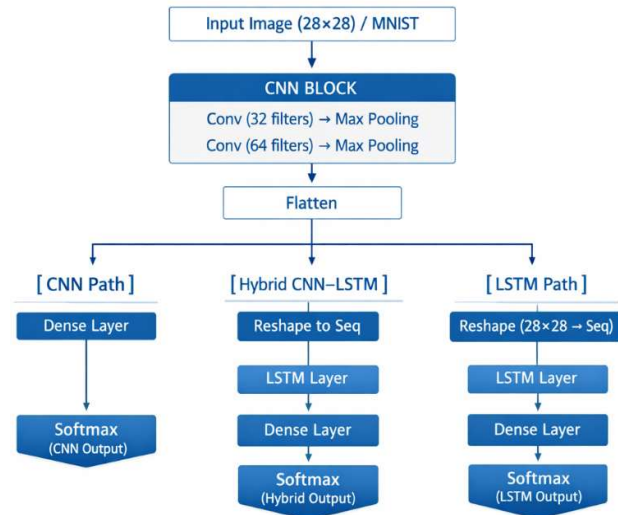 Input Image (28×28) / MNIST
CNN BLOCK
Conv (32 filters) → Max Pooling
Conv (64 filters) → Max Pooling
Flatten
[ CNN Path ]
Dense Layer
Softmax
(CNN Output)
[ Hybrid CNN–LSTM ]
Reshape to Seq
LSTM Layer
Dense Layer
Softmax
(Hybrid Output)
[ LSTM Path ]
Reshape (28×28 → Seq)
LSTM Layer
Dense Layer
Softmax
(LSTM Output)